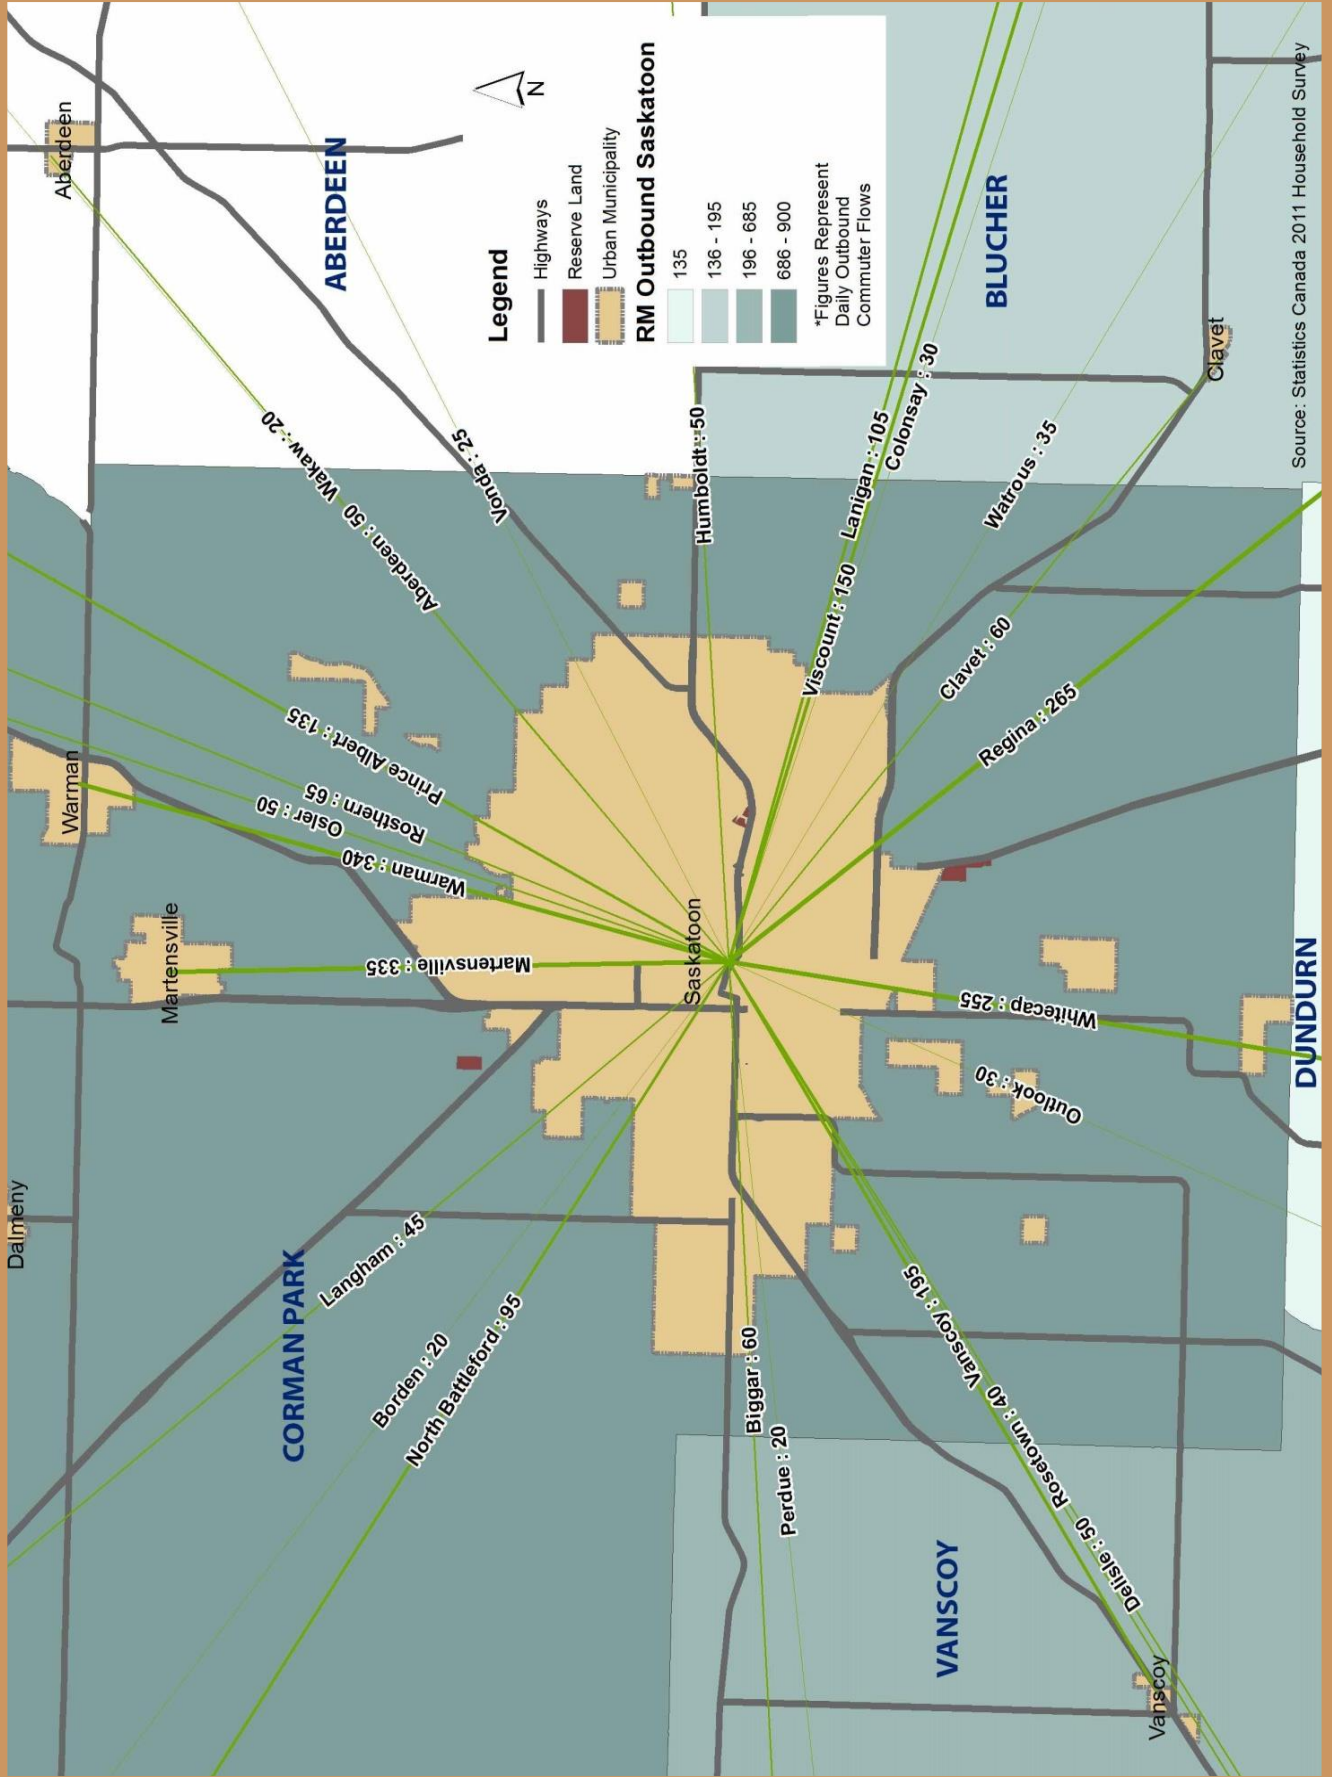 Dalmeny
Martensville
Warman
Aberdeen
CORMAN PARK
ABERDEEN
Langham : 45
Borden : 20
North Battleford : 95
Martensville : 335
Warman : 340
Osler : 50
Rosthern : 65
Prince Albert : 135
Aberdeen : 50
Wakaw : 20
Vonda : 25
Saskatoon
Humboldt : 50
Biggar : 60
Perdue : 20
Viscount : 150
Lanigan : 105
Colonsay : 30
Watrous : 35
Clavet : 60
Regina : 265
Whitecap : 255
Outlook : 30
Vanscoy : 195
Rosetown : 40
Delisle : 50
VANSCOY
BLUCHER
Vanscoy
Clavet
DUNDURN
N
Legend
Highways
Reserve Land
Urban Municipality
RM Outbound Saskatoon
135
136 - 195
196 - 685
686 - 900
*Figures Represent
Daily Outbound
Commuter Flows
Source: Statistics Canada 2011 Household Survey